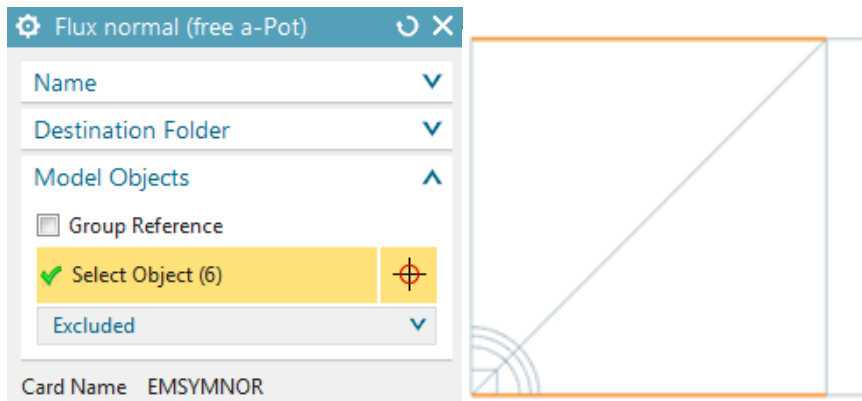 Flux normal (free a-Pot)
Name
Destination Folder
Model Objects
Group Reference
Select Object (6)
Excluded
Card Name EMSYMNOR